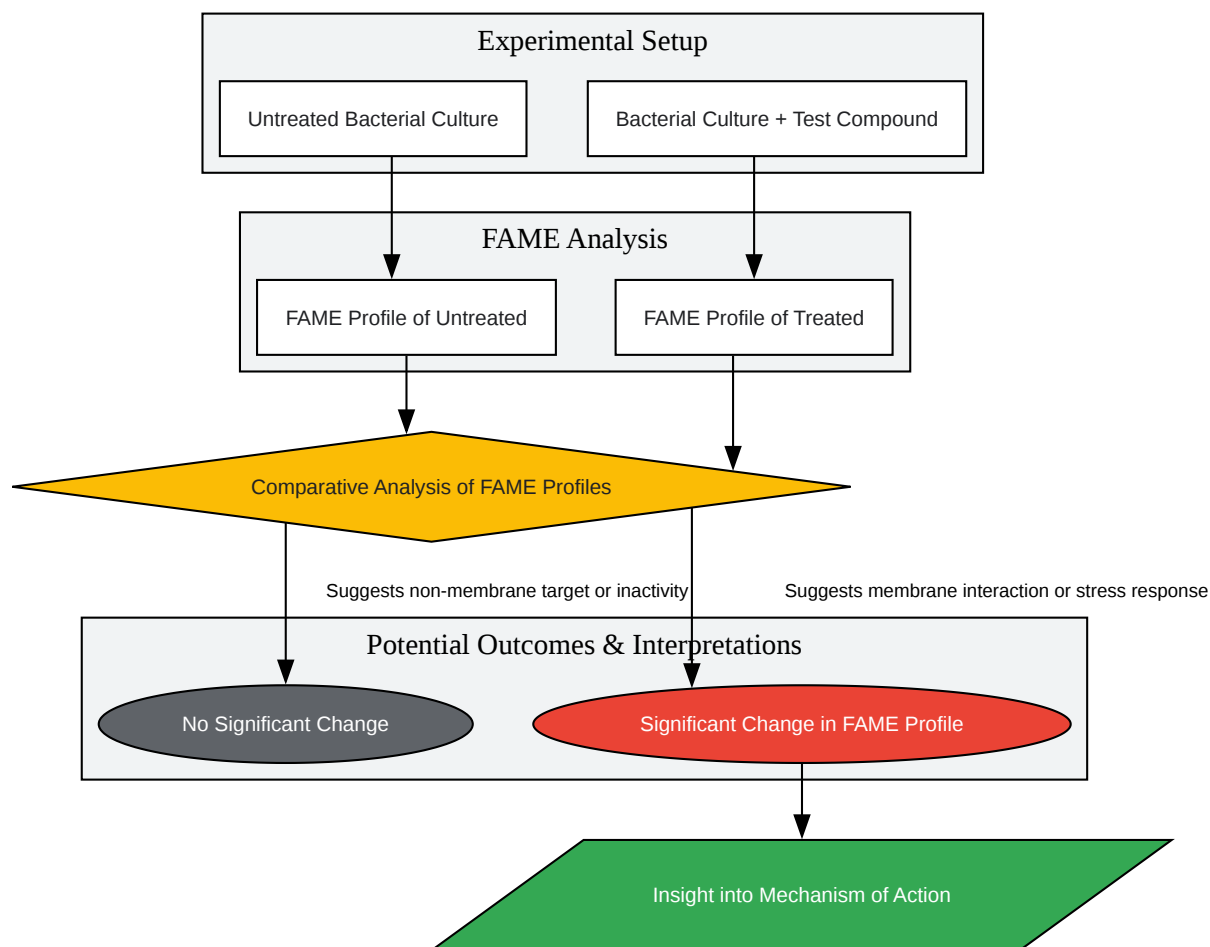 Experimental Setup
Untreated Bacterial Culture
Bacterial Culture + Test Compound
FAME Analysis
FAME Profile of Untreated
FAME Profile of Treated
Comparative Analysis of FAME Profiles
Suggests non-membrane target or inactivity
Suggests membrane interaction or stress response
Potential Outcomes & Interpretations
No Significant Change
Significant Change in FAME Profile
Insight into Mechanism of Action